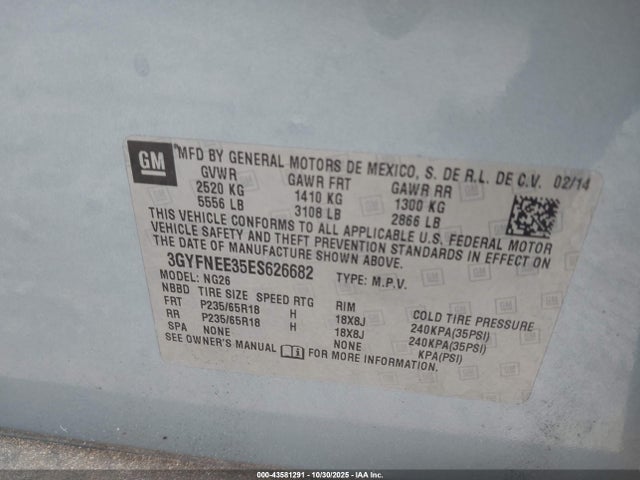 GM *MFD BY GENERAL MOTORS DE MEXICO, S. DE R.L. DE C.V. 02/14
GVWR GAWR FRT GAWR RR
2520 KG 1410 KG 1300 KG
5556 LB 3108 LB 2866 LB
THIS VEHICLE CONFORMS TO ALL APPLICABLE U.S. FEDERAL MOTOR
VEHICLE SAFETY AND THEFT PREVENTION STANDARDS IN EFFECT ON
THE DATE OF MANUFACTURE SHOWN ABOVE.
3GYFNEE35ES626682 TYPE: M.P.V.
MODEL: NG26
NBBD TIRE SIZE SPEED RTG RIM COLD TIRE PRESSURE
FRT P235/65R18 H 18X8J 240KPA(35PSI)
RR P235/65R18 H 18X8J 240KPA(35PSI)
SPA NONE NONE KPA(PSI)
SEE OWNER'S MANUAL FOR MORE INFORMATION.
000-43581291 - 10/30/2025 - IAA Inc.